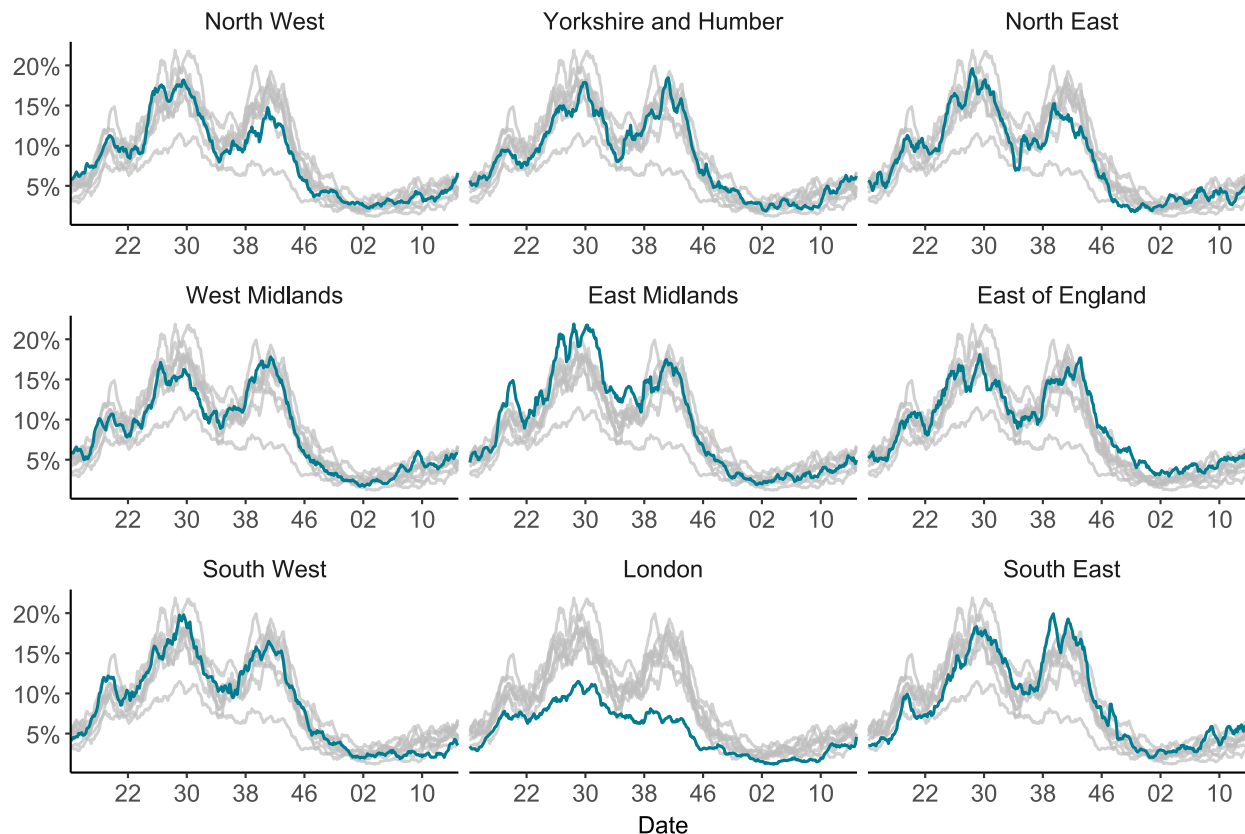 North West Yorkshire and Humber North East
20%
15%
10%
5%
22 30 38 46 02 10 22 30 38 46 02 10 22 30 38 46 02 10
West Midlands East Midlands East of England
20%
15%
10%
5%
22 30 38 46 02 10 22 30 38 46 02 10 22 30 38 46 02 10
South West London South East
20%
15%
10%
5%
22 30 38 46 02 10 22 30 38 46 02 10 22 30 38 46 02 10
Date